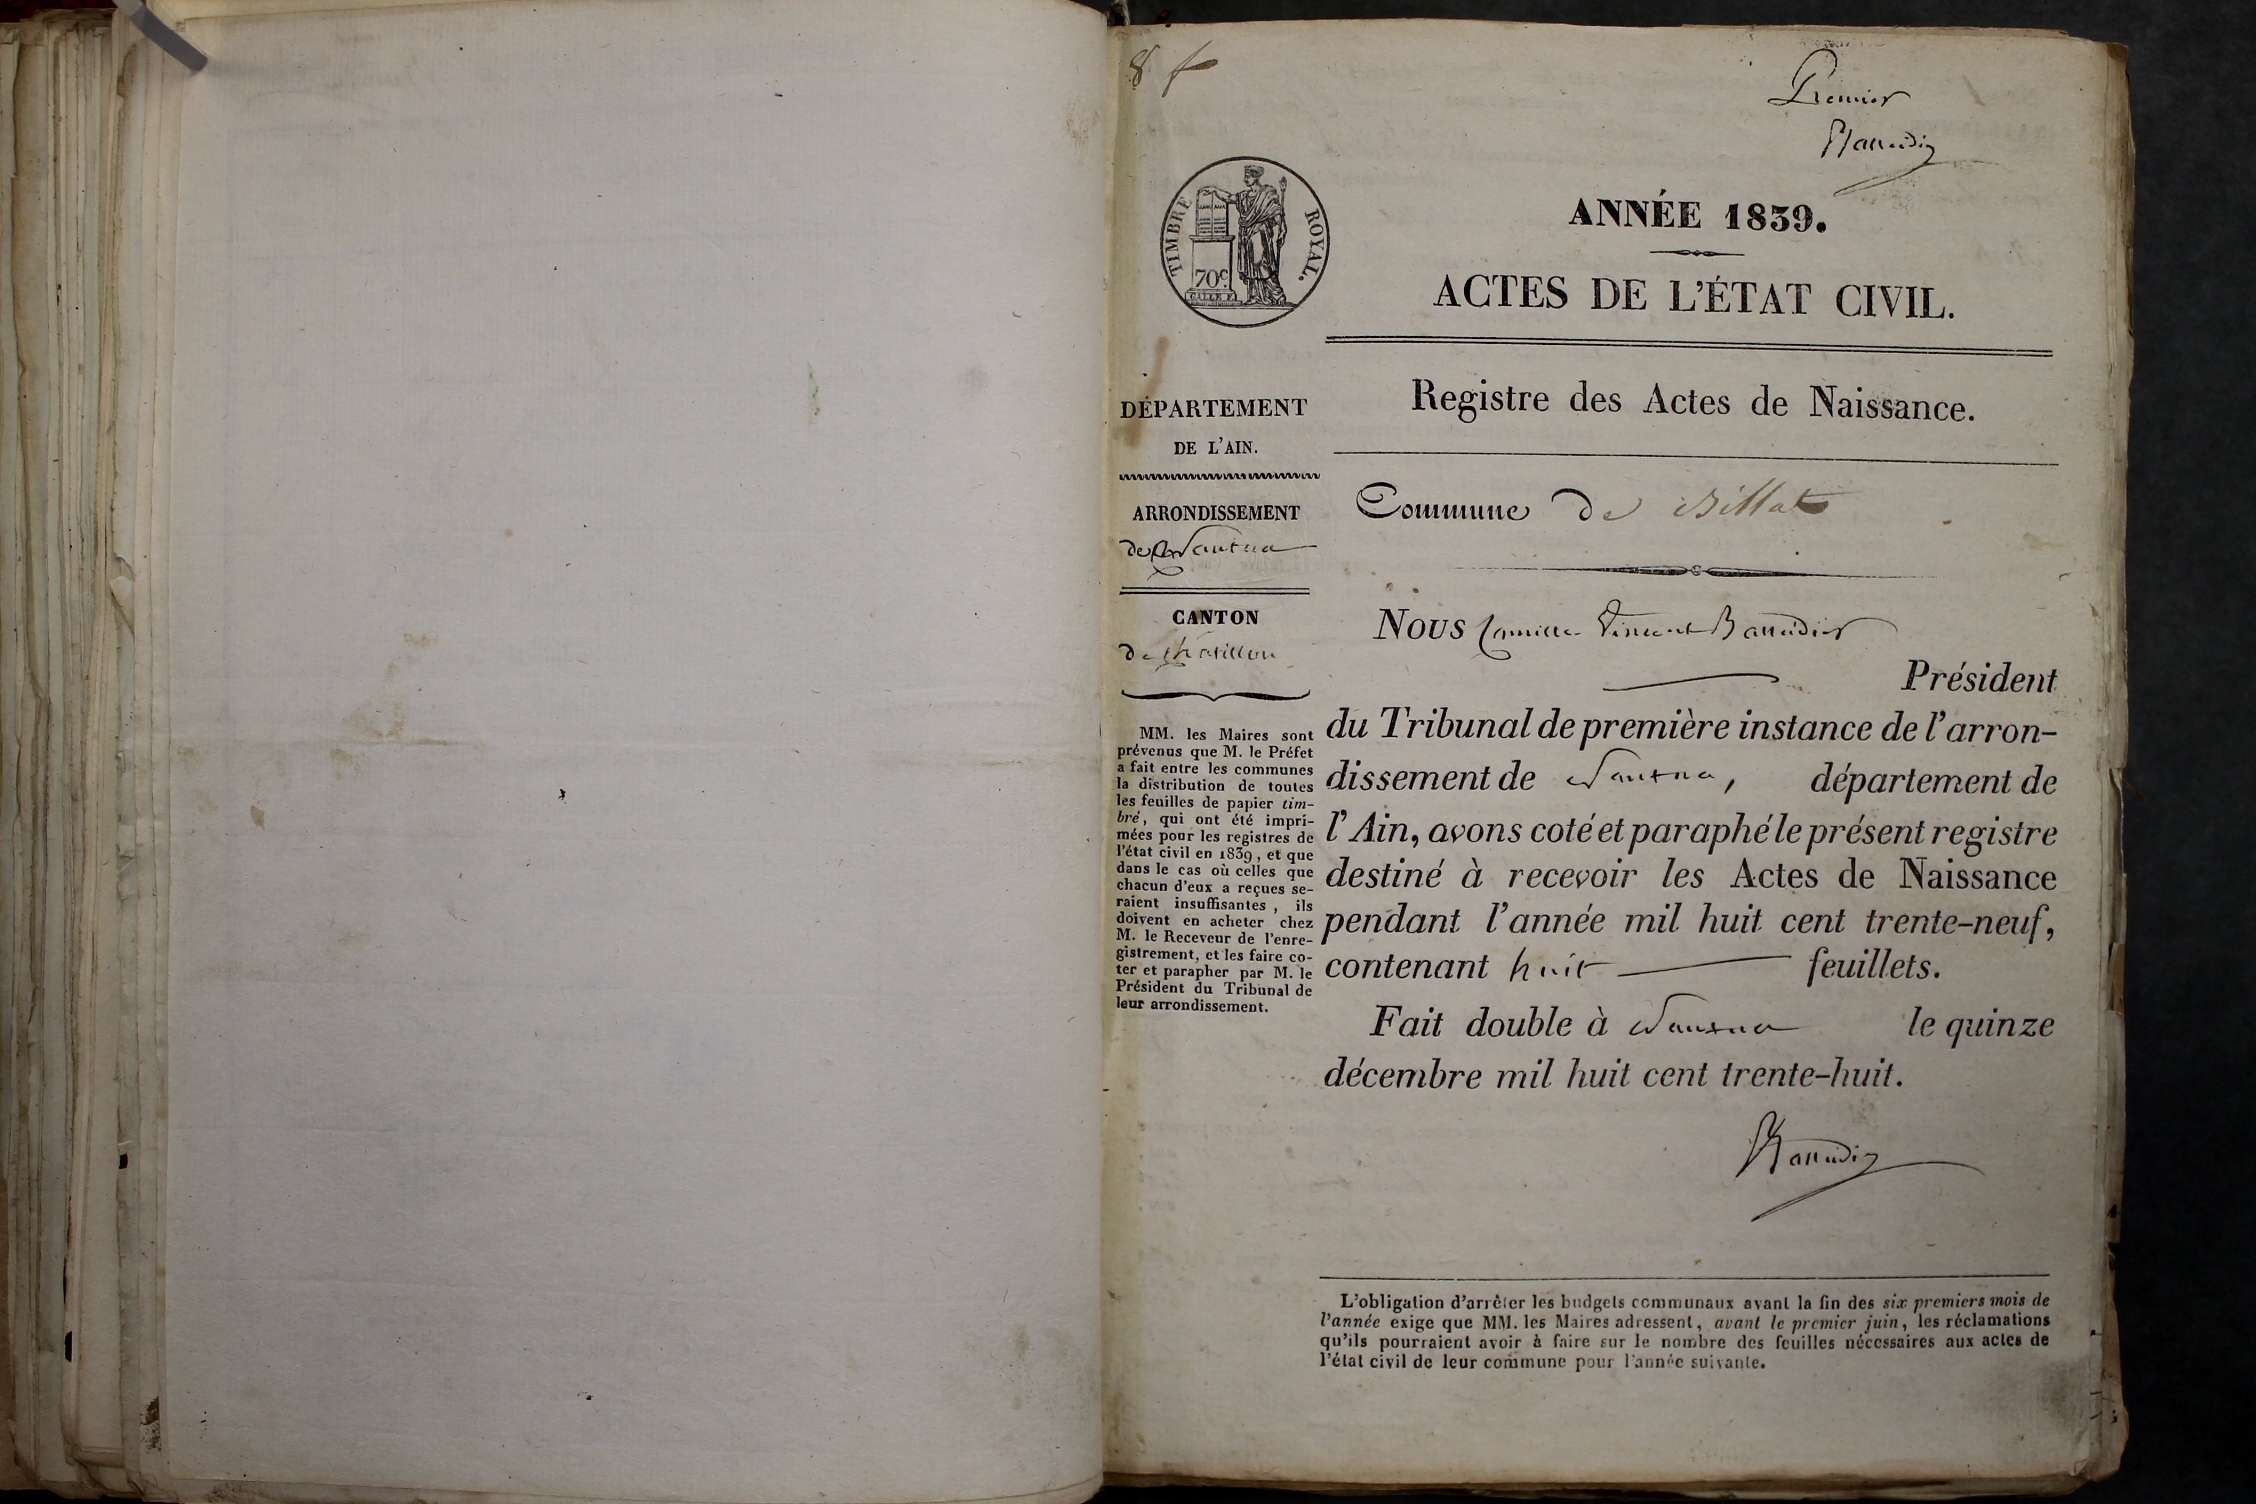 8 f
Premier
TIMBRE ROYAL.
70c
ANNÉE 1839.
ACTES DE L'ÉTAT CIVIL.
DÉPARTEMENT
DE L'AIN.
ARRONDISSEMENT
de Nantua
CANTON
de Chatillon
MM. les Maires sont
prévenus que M. le Préfet
a fait entre les communes
la distribution de toutes
les feuilles de papier tim-
bré, qui ont été impri-
mées pour les registres de
l'état civil en 1839, et que
dans le cas où celles que
chacun d'eux a reçues se-
raient insuffisantes, ils
doivent en acheter chez
M. le Receveur de l'enre-
gistrement, et les faire co-
ter et parapher par M. le
Président du Tribunal de
leur arrondissement.
Registre des Actes de Naissance.
Commune de Billat
Nous Camille Vincent
Président
du Tribunal de première instance de l'arron-
dissement de Nantua, département de
l'Ain, avons coté et paraphé le présent registre
destiné à recevoir les Actes de Naissance
pendant l'année mil huit cent trente-neuf,
contenant huit feuillets.
Fait double à Nantua le quinze
décembre mil huit cent trente-huit.
L'obligation d'arrêter les budgets communaux avant la fin des six premiers mois de
l'année exige que MM. les Maires adressent, avant le premier juin, les réclamations
qu'ils pourraient avoir à faire sur le nombre des feuilles nécessaires aux actes de
l'état civil de leur commune pour l'année suivante.